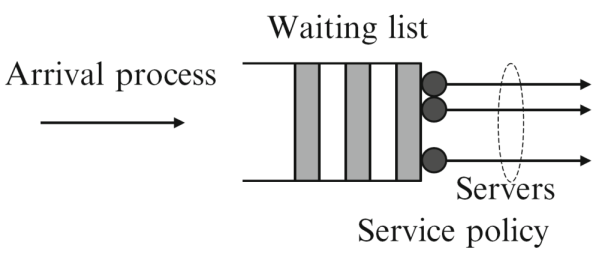 Waiting list
Arrival process
Servers
Service policy